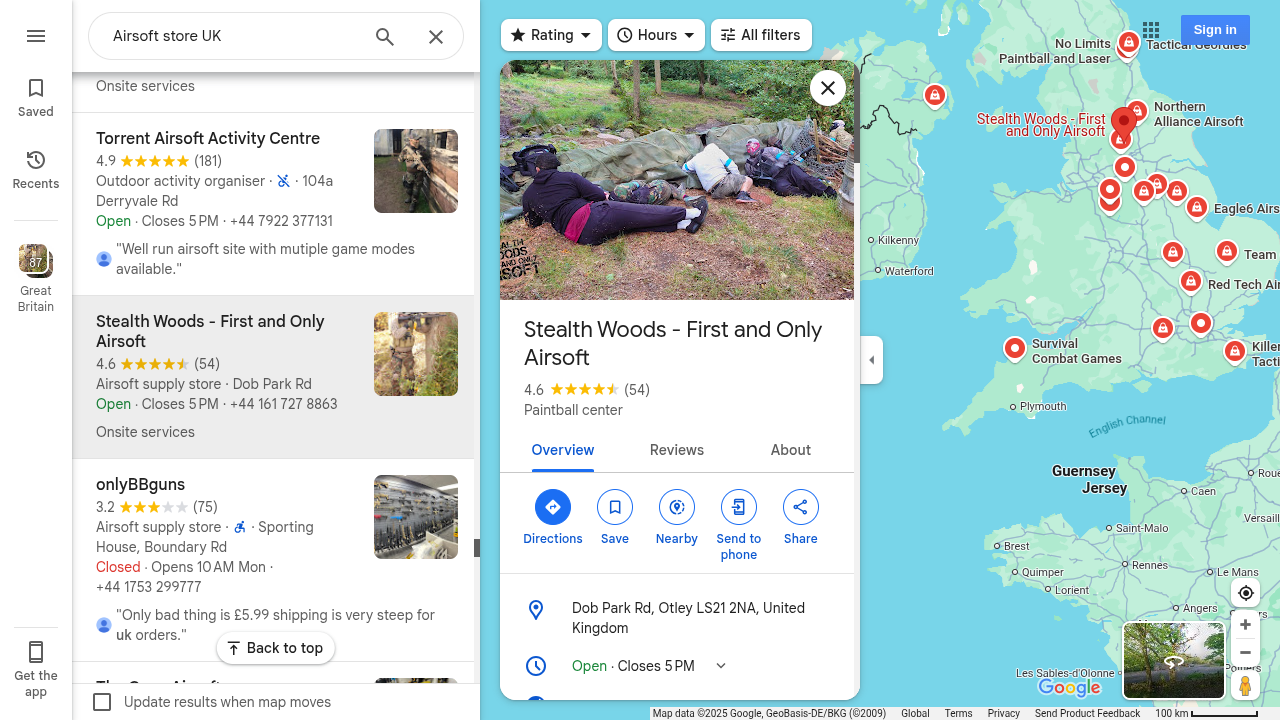 Airsoft store UK
Saved
Recents
87
Great
Britain
Get the
app
Onsite services
Torrent Airsoft Activity Centre
4.9 (181)
Outdoor activity organiser · · 104a
Derryvale Rd
Open · Closes 5 PM · +44 7922 377131
"Well run airsoft site with mutiple game modes
available."
Stealth Woods - First and Only
Airsoft
4.6 (54)
Airsoft supply store · Dob Park Rd
Open · Closes 5 PM · +44 161 727 8863
Onsite services
onlyBBguns
3.2 (75)
Airsoft supply store · · Sporting
House, Boundary Rd
Closed · Opens 10 AM Mon ·
+44 1753 299777
"Only bad thing is £5.99 shipping is very steep for
uk orders."
Back to top
Update results when map moves
Rating
Hours
All filters
Stealth Woods - First and Only
Airsoft
4.6 (54)
Paintball center
Overview
Reviews
About
Directions
Save
Nearby
Send to
phone
Share
Dob Park Rd, Otley LS21 2NA, United
Kingdom
Open · Closes 5 PM
Sign in
No Limits
Paintball and Laser
Tactical Geordies
Northern
Alliance Airsoft
Stealth Woods - First
and Only Airsoft
Eagle6 Airs
Kilkenny
Waterford
Team
Red Tech Air
Survival
Combat Games
Killer
Tacti
Plymouth
English Channel
Guernsey
Jersey
Roue
Caen
Versaill
Saint-Malo
Brest
Rennes
Quimper
Le Mans
Lorient
Angers
Tours
Poitiers
Les Sables-d'Olonne
Google
Map data ©2025 Google, GeoBasis-DE/BKG (©2009)
Global
Terms
Privacy
Send Product Feedback
100 km